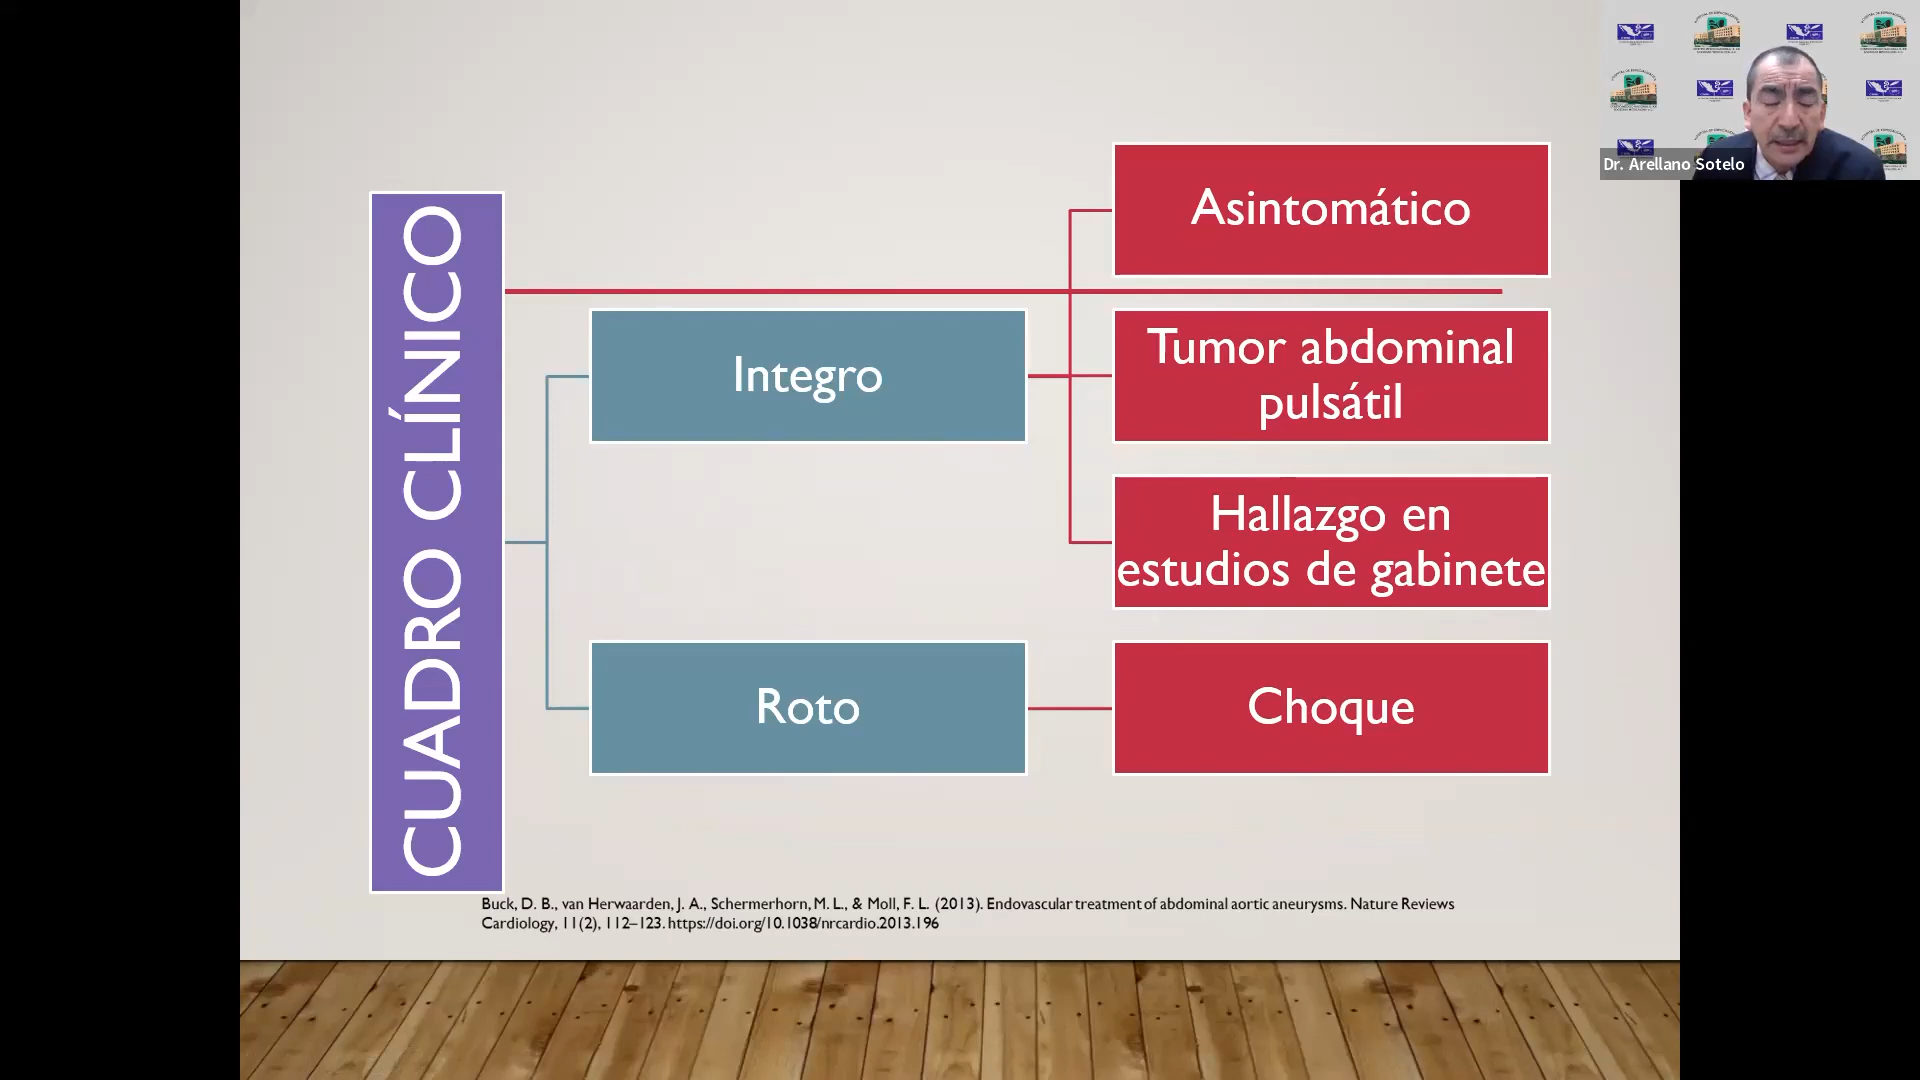 CUADRO CLÍNICO
Integro
Asintomático
Tumor abdominal
pulsátil
Hallazgo en
estudios de gabinete
Roto
Choque
Buck, D. B., van Herwaarden, J. A., Schermerhorn, M. L., & Moll, F. L. (2013). Endovascular treatment of abdominal aortic aneurysms. Nature Reviews
Cardiology, 11(2), 112–123. https://doi.org/10.1038/nrcardio.2013.196
Dr. Arellano Sotelo